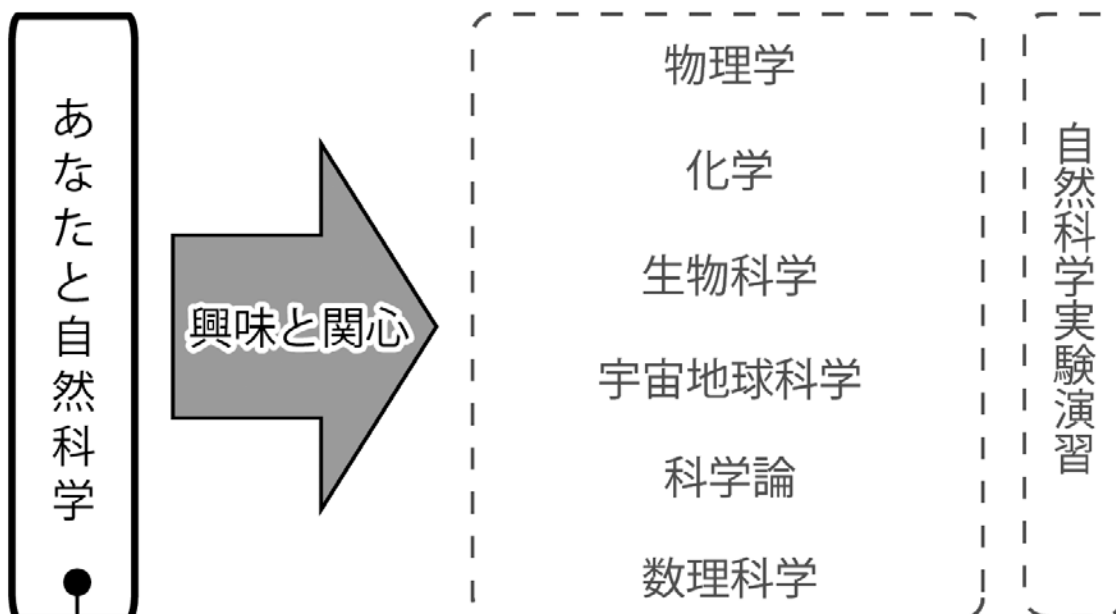 あなたと自然科学
興味と関心
物理学
化学
生物科学
宇宙地球科学
科学論
数理科学
自然科学実験演習